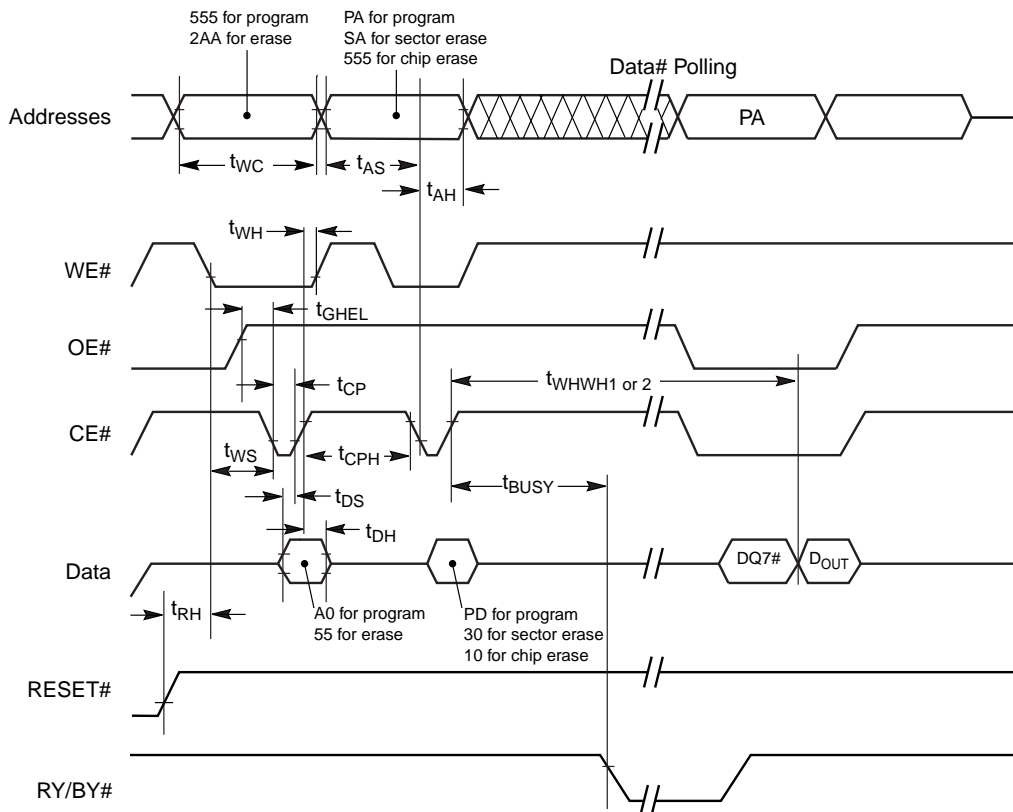 555 for program
2AA for erase
PA for program
SA for sector erase
555 for chip erase
Data# Polling
Addresses
PA
tWC
tAS
tAH
tWH
WE#
tGHEL
OE#
tCP
tWHWH1 or 2
CE#
tWS
tCPH
tBUSY
tDS
tDH
Data
DQ7#
DOUT
tRH
A0 for program
55 for erase
PD for program
30 for sector erase
10 for chip erase
RESET#
RY/BY#